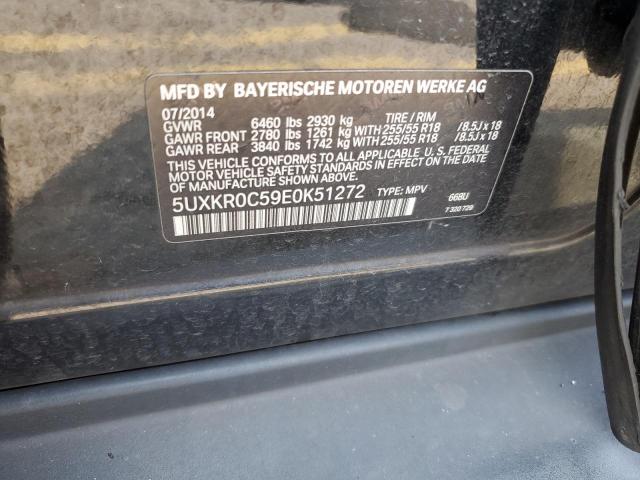 MFD BY BAYERISCHE MOTOREN WERKE AG
07/2014
GVWR 6460 lbs 2930 kg TIRE / RIM
GAWR FRONT 2780 lbs 1261 kg WITH 255/55 R18 /8.5J x 18
GAWR REAR 3840 lbs 1742 kg WITH 255/55 R18 /8.5J x 18
THIS VEHICLE CONFORMS TO ALL APPLICABLE U.S. FEDERAL
MOTOR VEHICLE SAFETY STANDARDS IN EFFECT ON THE
DATE OF MANUFACTURE SHOWN ABOVE.
5UXKR0C59E0K51272 TYPE: MPV 668U
7 320 729